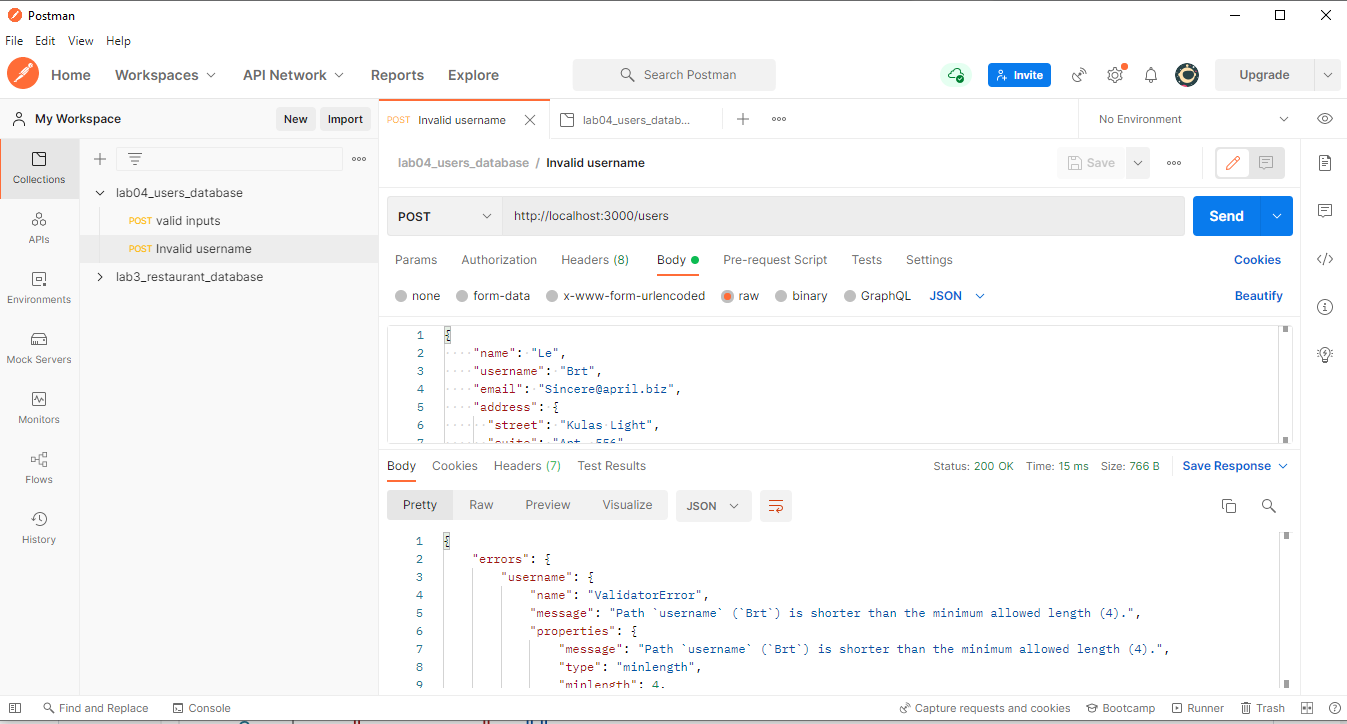 Postman
File Edit View Help
Home Workspaces API Network Reports Explore Search Postman Invite Upgrade
My Workspace New Import POST Invalid username lab04_users_datab... No Environment
lab04_users_database / Invalid username Save
Collections
lab04_users_database
POST valid inputs
POST Invalid username
lab3_restaurant_database
APIs
Environments
Mock Servers
Monitors
Flows
History
POST http://localhost:3000/users Send
Params Authorization Headers (8) Body Pre-request Script Tests Settings Cookies
none form-data x-www-form-urlencoded raw binary GraphQL JSON Beautify
1 {
2 "name": "Le",
3 "username": "Brt",
4 "email": "Sincere@april.biz",
5 "address": {
6 "street": "Kulas Light",
7 "suite": "Apt. 556"
Body Cookies Headers (7) Test Results Status: 200 OK Time: 15 ms Size: 766 B Save Response
Pretty Raw Preview Visualize JSON
1 {
2 "errors": {
3 "username": {
4 "name": "ValidatorError",
5 "message": "Path `username` (`Brt`) is shorter than the minimum allowed length (4).",
6 "properties": {
7 "message": "Path `username` (`Brt`) is shorter than the minimum allowed length (4).",
8 "type": "minlength",
9 "minlength": 4,
Find and Replace Console Capture requests and cookies Bootcamp Runner Trash